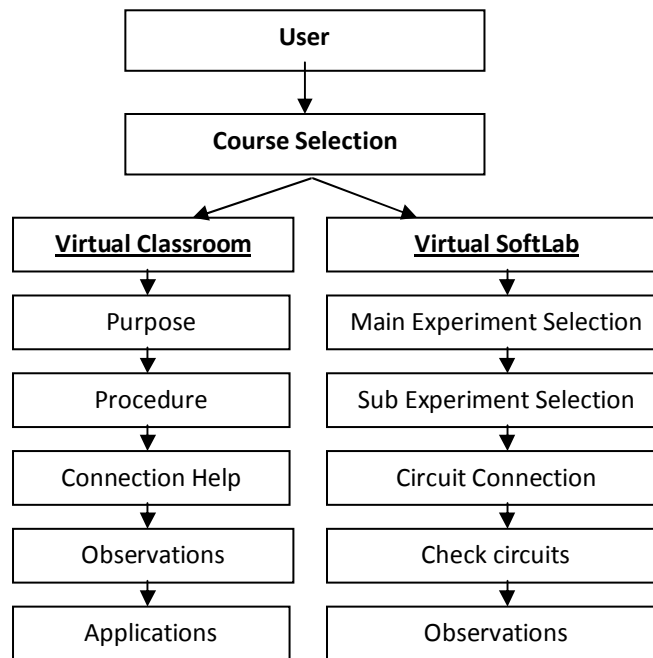 User
Course Selection
Virtual Classroom
Purpose
Procedure
Connection Help
Observations
Applications
Virtual SoftLab
Main Experiment Selection
Sub Experiment Selection
Circuit Connection
Check circuits
Observations